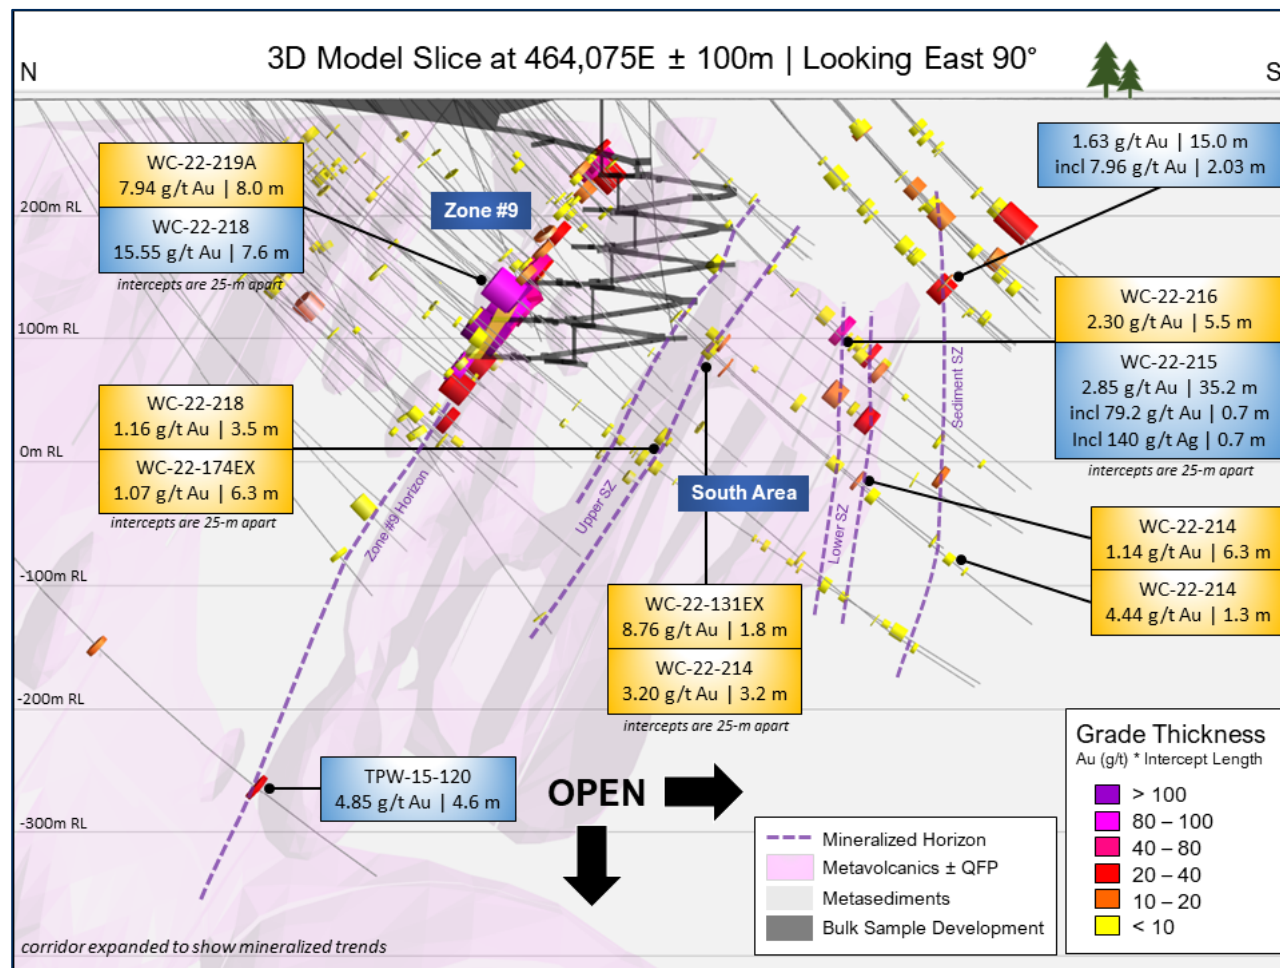 3D Model Slice at 464,075E ± 100m | Looking East 90°
N
S
WC-22-219A
7.94 g/t Au | 8.0 m
WC-22-218
15.55 g/t Au | 7.6 m
intercepts are 25-m apart
Zone #9
1.63 g/t Au | 15.0 m
incl 7.96 g/t Au | 2.03 m
200m RL
100m RL
0m RL
-100m RL
-200m RL
-300m RL
WC-22-216
2.30 g/t Au | 5.5 m
WC-22-215
2.85 g/t Au | 35.2 m
incl 79.2 g/t Au | 0.7 m
Incl 140 g/t Ag | 0.7 m
intercepts are 25-m apart
WC-22-218
1.16 g/t Au | 3.5 m
WC-22-174EX
1.07 g/t Au | 6.3 m
intercepts are 25-m apart
Zone #9 Horizon
Upper SZ
South Area
Lower SZ
Sediment SZ
WC-22-214
1.14 g/t Au | 6.3 m
WC-22-214
4.44 g/t Au | 1.3 m
WC-22-131EX
8.76 g/t Au | 1.8 m
WC-22-214
3.20 g/t Au | 3.2 m
intercepts are 25-m apart
TPW-15-120
4.85 g/t Au | 4.6 m
OPEN
Mineralized Horizon
Metavolcanics ± QFP
Metasediments
Bulk Sample Development
Grade Thickness
Au (g/t) * Intercept Length
> 100
80 – 100
40 – 80
20 – 40
10 – 20
< 10
corridor expanded to show mineralized trends